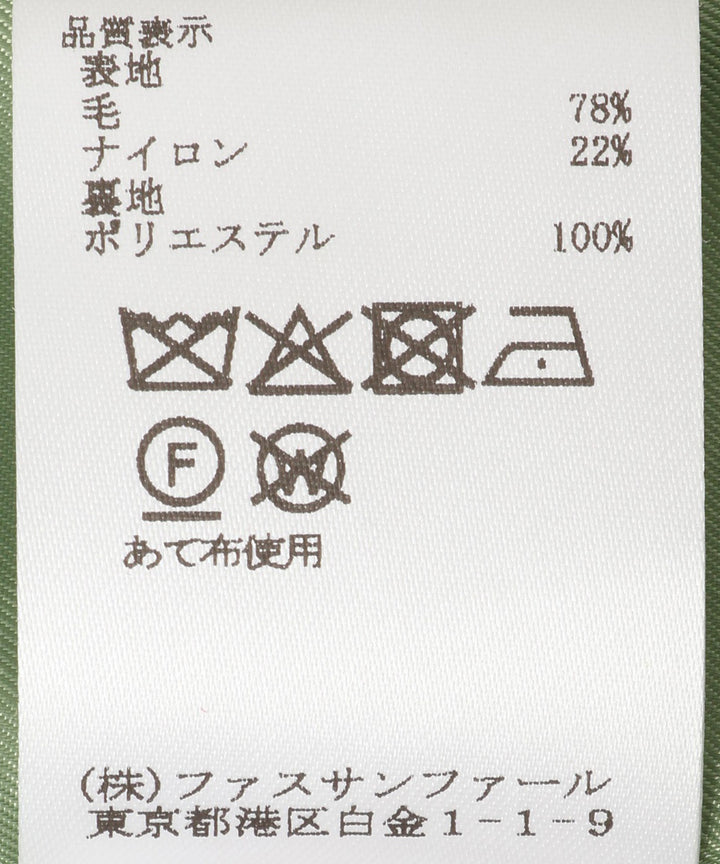 品質表示
表地
毛 78%
ナイロン 22%
裏地
ポリエステル 100%
F W
あて布使用
(株)ファスサンファール
東京都港区白金1-1-9